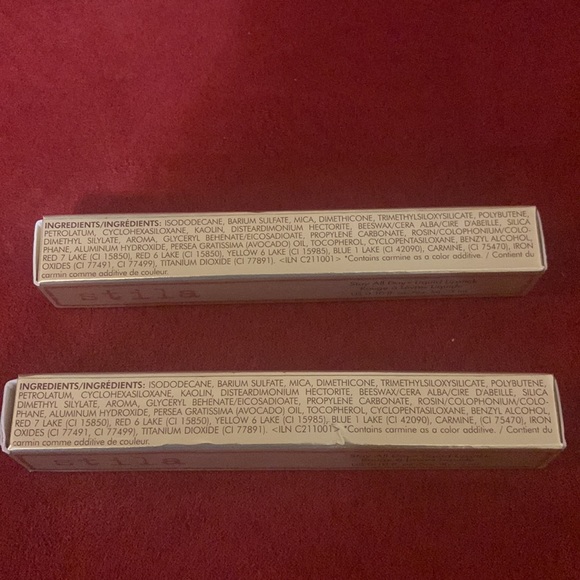 INGREDIENTS/INGRÉDIENTS: ISODODECANE, BARIUM SULFATE, MICA, DIMETHICONE, TRIMETHYLSILOXYSILICATE, POLYBUTENE,
PETROLATUM, CYCLOHEXASILOXANE, KAOLIN, DISTEARDIMONIUM HECTORITE, BEESWAX/CERA ALBA/CIRE D'ABEILLE, SILICA
DIMETHYL SILYLATE, AROMA, GLYCERYL BEHENATE/EICOSADIOATE, PROPYLENE CARBONATE, ROSIN/COLOPHONIUM/COLO-
PHANE, ALUMINUM HYDROXIDE, PERSEA GRATISSIMA (AVOCADO) OIL, TOCOPHEROL, CYCLOPENTASILOXANE, BENZYL ALCOHOL,
RED 7 LAKE (CI 15850), RED 6 LAKE (CI 15850), YELLOW 6 LAKE (CI 15985), BLUE 1 LAKE (CI 42090), CARMINE, (CI 75470), IRON
OXIDES (CI 77491, CI 77499), TITANIUM DIOXIDE (CI 77891). <ILN C211001> *Contains carmine as a color additive. / Contient du
carmin comme additive de couleur.
stila
Stay All Day® Liquid Lipstick
INGREDIENTS/INGRÉDIENTS: ISODODECANE, BARIUM SULFATE, MICA, DIMETHICONE, TRIMETHYLSILOXYSILICATE, POLYBUTENE,
PETROLATUM, CYCLOHEXASILOXANE, KAOLIN, DISTEARDIMONIUM HECTORITE, BEESWAX/CERA ALBA/CIRE D'ABEILLE, SILICA
DIMETHYL SILYLATE, AROMA, GLYCERYL BEHENATE/EICOSADIOATE, PROPYLENE CARBONATE, ROSIN/COLOPHONIUM/COLO-
PHANE, ALUMINUM HYDROXIDE, PERSEA GRATISSIMA (AVOCADO) OIL, TOCOPHEROL, CYCLOPENTASILOXANE, BENZYL ALCOHOL,
RED 7 LAKE (CI 15850), RED 6 LAKE (CI 15850), YELLOW 6 LAKE (CI 15985), BLUE 1 LAKE (CI 42090), CARMINE, (CI 75470), IRON
OXIDES (CI 77491, CI 77499), TITANIUM DIOXIDE (CI 77891). <ILN C211001> *Contains carmine as a color additive. / Contient du
carmin comme additive de couleur.
stila